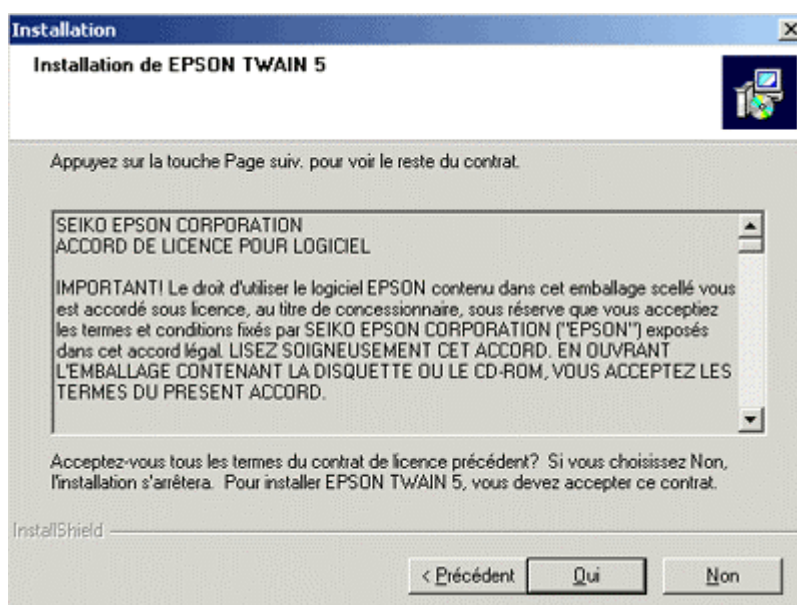 Installation
Installation de EPSON TWAIN 5
Appuyez sur la touche Page suiv. pour voir le reste du contrat.
SEIKO EPSON CORPORATION
ACCORD DE LICENCE POUR LOGICIEL
IMPORTANT! Le droit d'utiliser le logiciel EPSON contenu dans cet emballage scellé vous
est accordé sous licence, au titre de concessionnaire, sous réserve que vous acceptiez
les termes et conditions fixés par SEIKO EPSON CORPORATION ("EPSON") exposés
dans cet accord légal. LISEZ SOIGNEUSEMENT CET ACCORD. EN OUVRANT
L'EMBALLAGE CONTENANT LA DISQUETTE OU LE CD-ROM, VOUS ACCEPTEZ LES
TERMES DU PRESENT ACCORD.
Acceptez-vous tous les termes du contrat de licence précédent? Si vous choisissez Non,
l'installation s'arrêtera. Pour installer EPSON TWAIN 5, vous devez accepter ce contrat.
InstallShield
< Précédent Oui Non